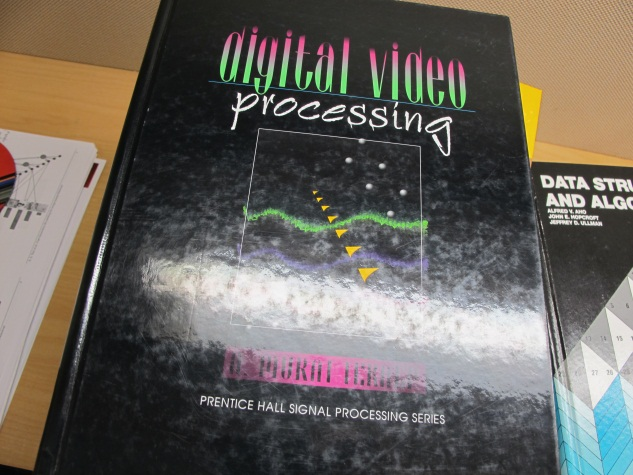 digital video
processing
PRENTICE HALL SIGNAL PROCESSING SERIES
DATA STRU
AND ALGO
ALFRED V. AHO
JOHN E. HOPCROFT
JEFFREY D. ULLMAN